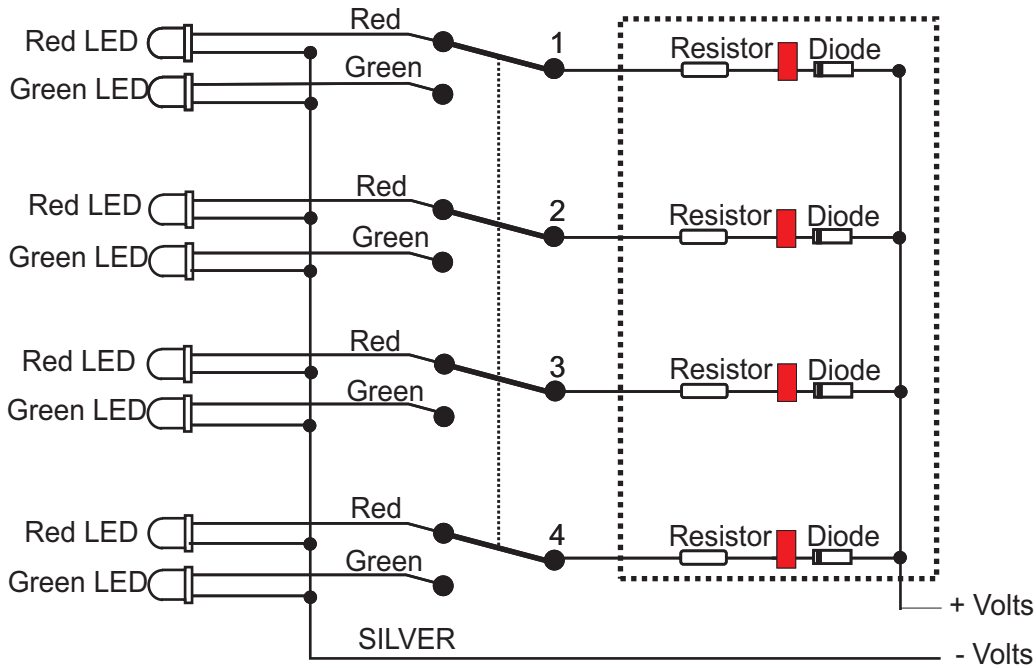 Red
Red LED
1
Resistor Diode
Green
Green LED
Red
Red LED
2
Resistor Diode
Green
Green LED
Red
Red LED
3
Resistor Diode
Green
Green LED
Red
Red LED
4
Resistor Diode
Green
Green LED
+ Volts
SILVER
- Volts